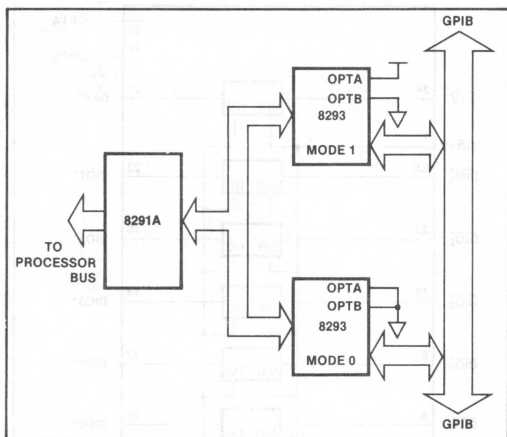 GPIB
OPTA
OPTB
8293
MODE 1
8291A
TO
PROCESSOR
BUS
OPTA
OPTB
8293
MODE 0
GPIB